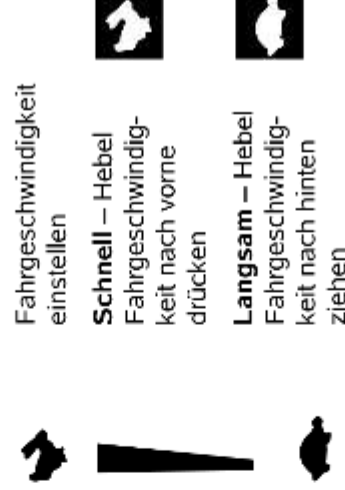 Fahrgeschwindigkeit
einstellen
Schnell – Hebel
Fahrgeschwindig-
keit nach vorne
drücken
Langsam – Hebel
Fahrgeschwindig-
keit nach hinten
ziehen